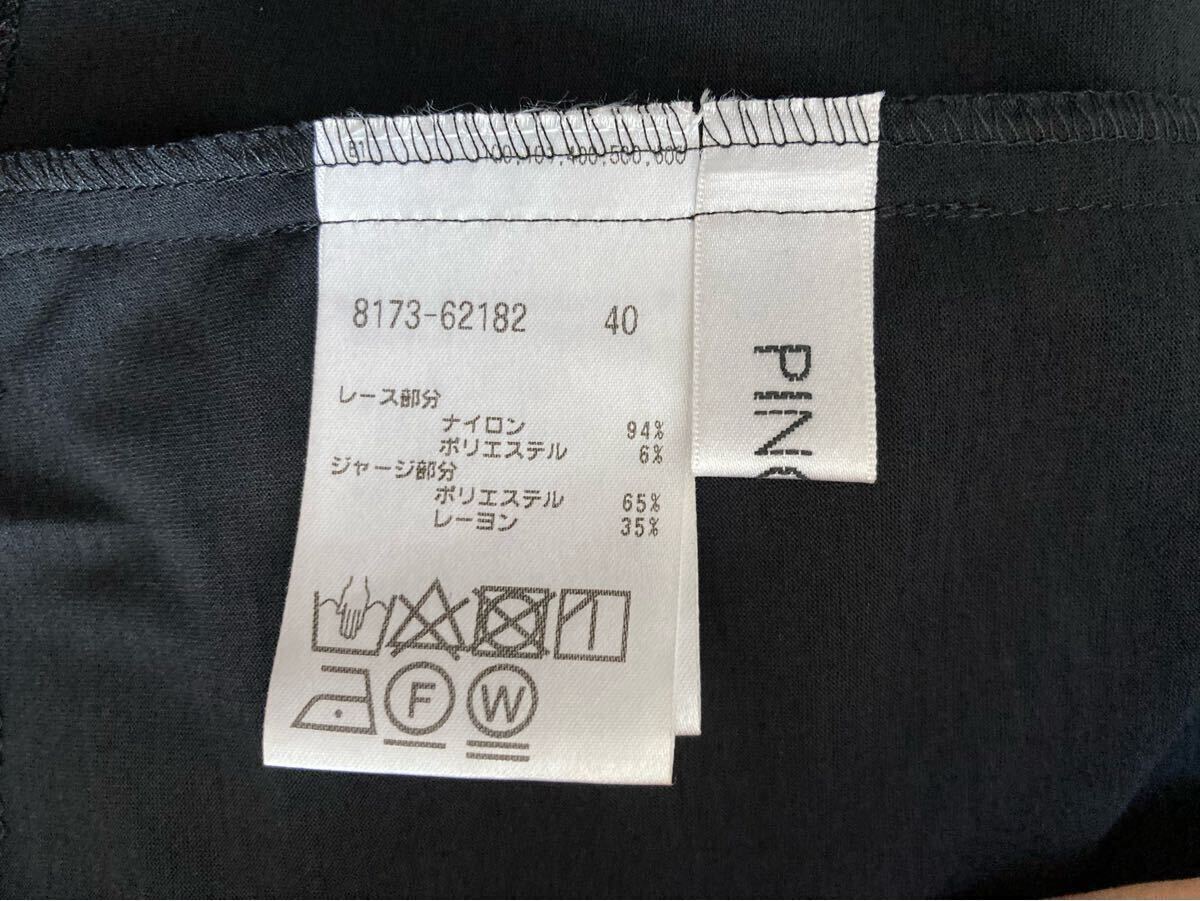 8173-62182 40
レース部分
ナイロン 94%
ポリエステル 6%
ジャージ部分
ポリエステル 65%
レーヨン 35%
F W
PING